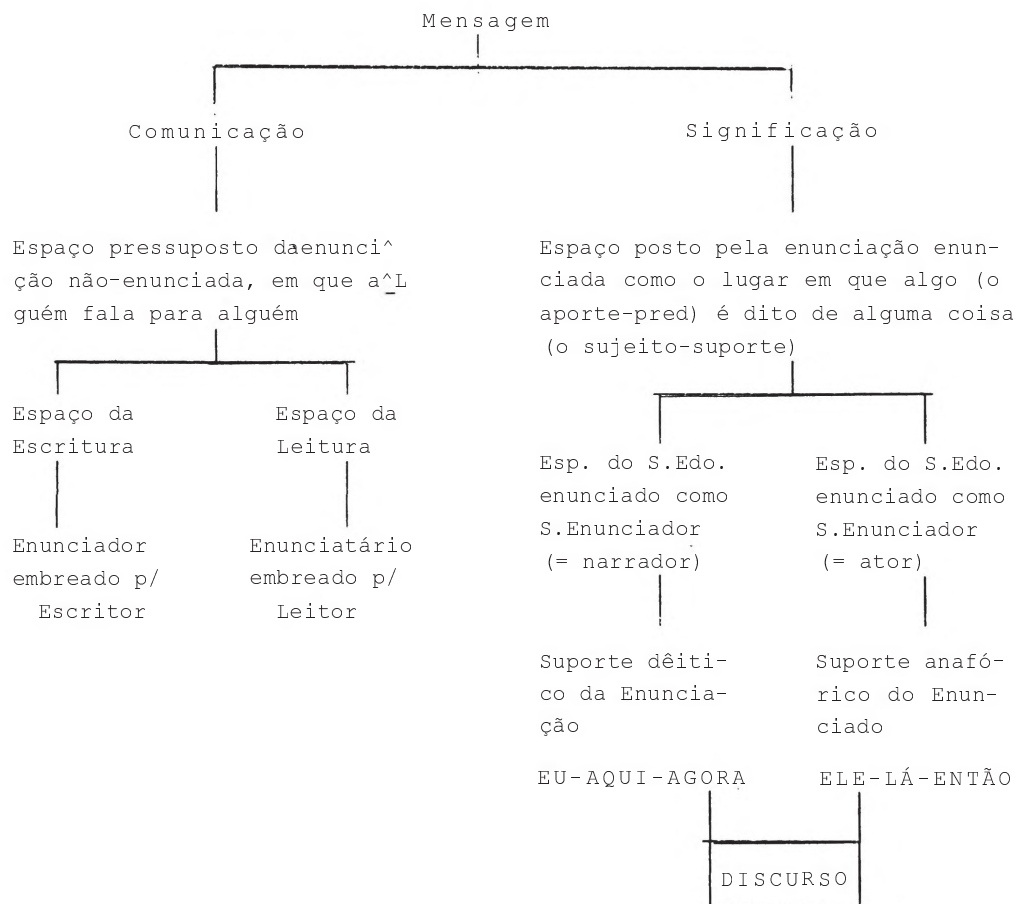 Mensagem
Comunicação
Significação
Espaço pressuposto daenunci^
ção não-enunciada, em que a^L
guém fala para alguém
Espaço posto pela enunciação enun-
ciada como o lugar em que algo (o
aporte-pred) é dito de alguma coisa
(o sujeito-suporte)
Espaço da
Escritura
Espaço da
Leitura
Enunciador
embreado p/
Escritor
Enunciatário
embreado p/
Leitor
Esp. do S.Edo.
enunciado como
S.Enunciador
(= narrador)
Esp. do S.Edo.
enunciado como
S.Enunciador
(= ator)
Suporte dêiti-
co da Enuncia-
ção
Suporte anafó-
rico do Enun-
ciado
EU-AQUI-AGORA
ELE-LÁ-ENTÃO
DISCURSO